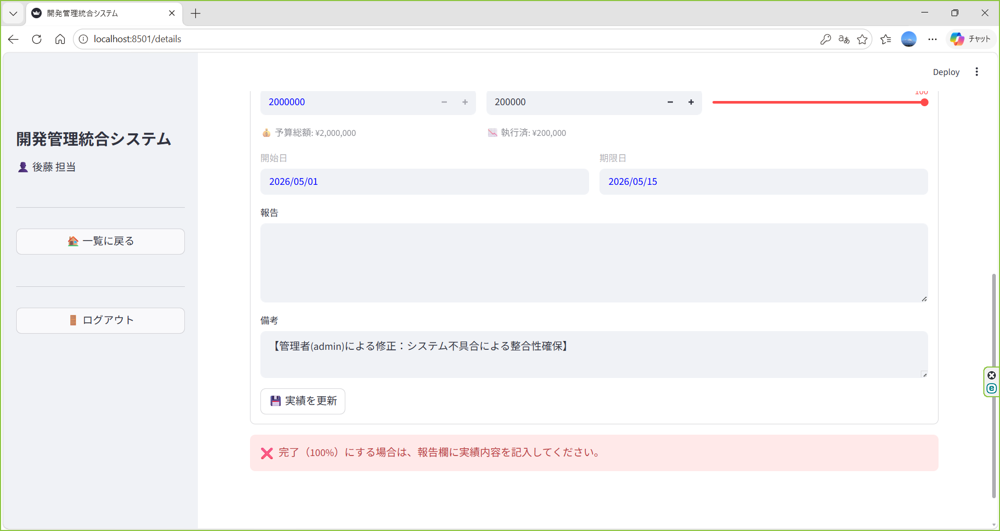 開発管理統合システム
localhost:8501/details
チャット
Deploy
開発管理統合システム
後藤 担当
一覧に戻る
ログアウト
100
2000000
200000
予算総額: ¥2,000,000
執行済: ¥200,000
開始日
期限日
2026/05/01
2026/05/15
報告
備考
【管理者(admin)による修正：システム不具合による整合性確保】
実績を更新
完了（100%）にする場合は、報告欄に実績内容を記入してください。